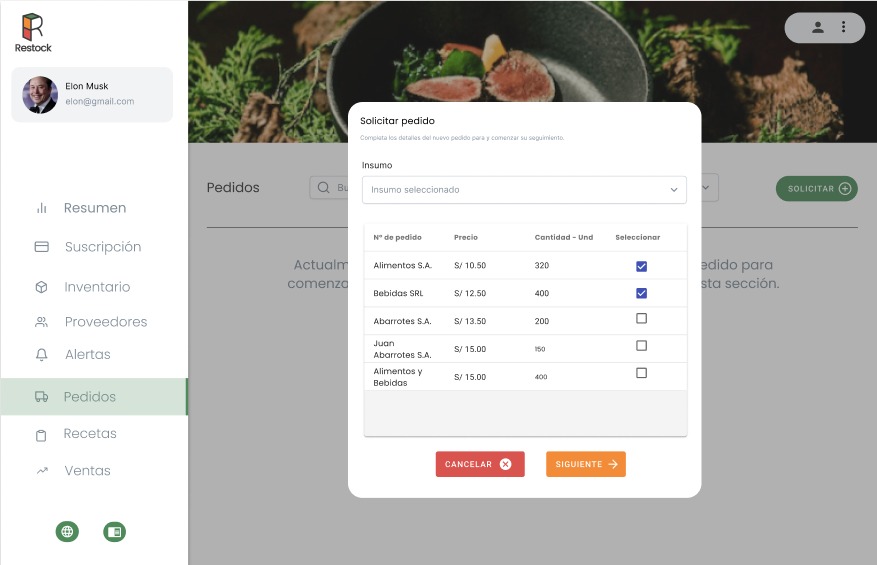 Restock
Elon Musk
elon@gmail.com
Resumen
Suscripción
Inventario
Proveedores
Alertas
Pedidos
Recetas
Ventas
Pedidos
Bu
SOLICITAR
Actualm
edido para
comenza
sta sección.
Solicitar pedido
Completa los detalles del nuevo pedido para y comenzar su seguimiento.
Insumo
Insumo seleccionado
Nº de pedido Precio Cantidad - Und Seleccionar
Alimentos S.A. S/ 10.50 320
Bebidas SRL S/ 12.50 400
Abarrotes S.A. S/ 13.50 200
Juan
Abarrotes S.A. S/ 15.00 150
Alimentos y
Bebidas S/ 15.00 400
CANCELAR
SIGUIENTE